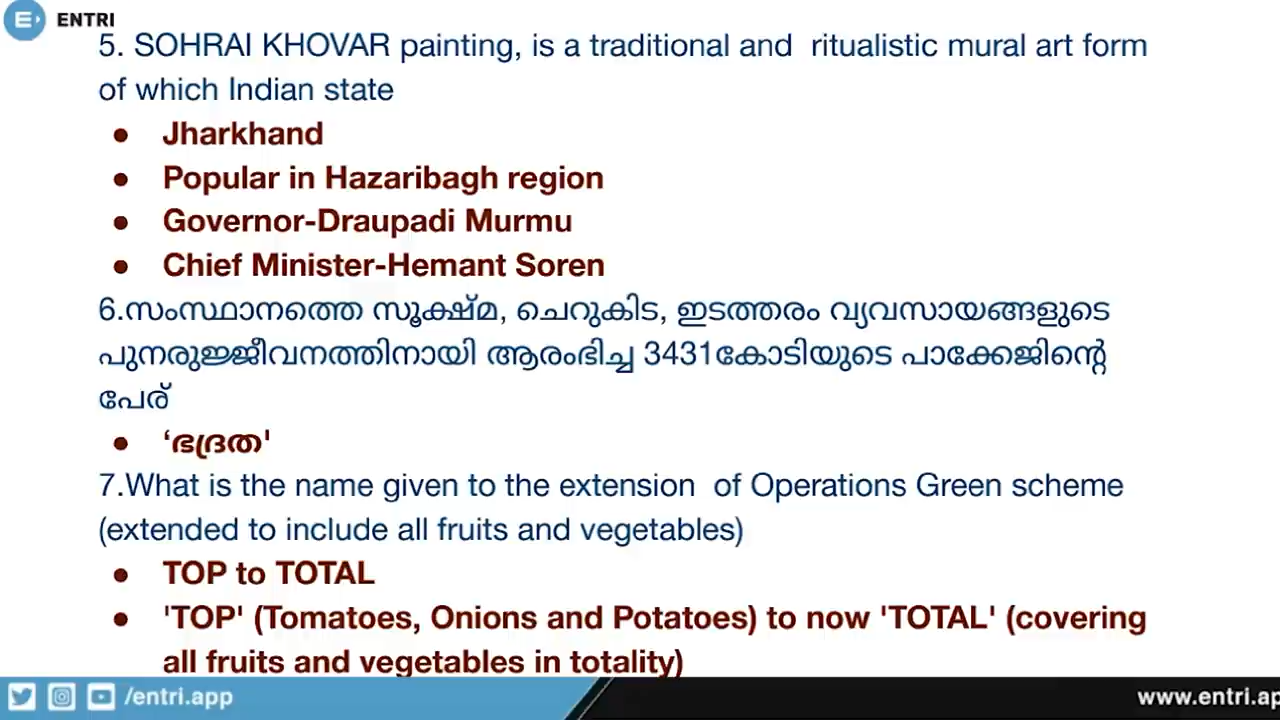 E ENTRI
5. SOHRAI KHOVAR painting, is a traditional and ritualistic mural art form
of which Indian state
● Jharkhand
● Popular in Hazaribagh region
● Governor-Draupadi Murmu
● Chief Minister-Hemant Soren
6.സംസ്ഥാനത്തെ സൂക്ഷ്മ, ചെറുകിട, ഇടത്തരം വ്യവസായങ്ങളുടെ
പുനരുജ്ജീവനത്തിനായി ആരംഭിച്ച 3431കോടിയുടെ പാക്കേജിന്റെ
പേര്
● ‘ഭദ്രത'
7.What is the name given to the extension of Operations Green scheme
(extended to include all fruits and vegetables)
● TOP to TOTAL
● 'TOP' (Tomatoes, Onions and Potatoes) to now 'TOTAL' (covering
all fruits and vegetables in totality)
/entri.app www.entri.ap